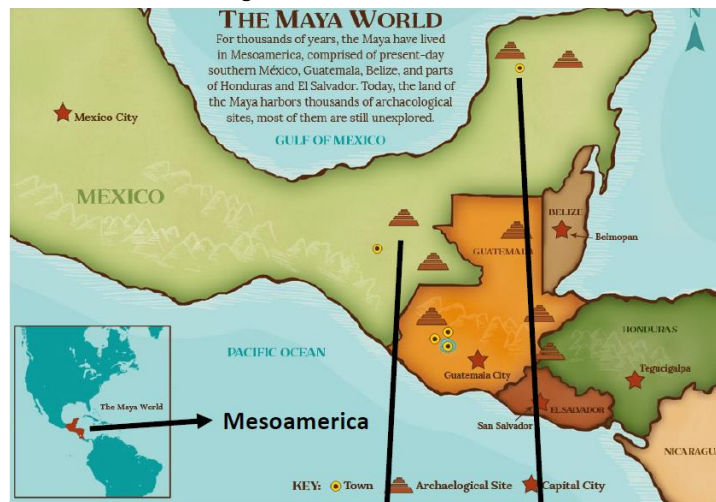 THE MAYA WORLD
For thousands of years, the Maya have lived
in Mesoamerica, comprised of present-day
southern México, Guatemala, Belize, and parts
of Honduras and El Salvador. Today, the land of
the Maya harbors thousands of archaeological
sites, most of them are still unexplored.
N
GULF OF MEXICO
Mexico City
MEXICO
BELIZE
Belmopan
GUATEMALA
HONDURAS
PACIFIC OCEAN
Guatemala City
Tegucigalpa
The Maya World
Mesoamerica
San Salvador
EL SALVADOR
NICARAGU
KEY: Town Archaelogical Site Capital City